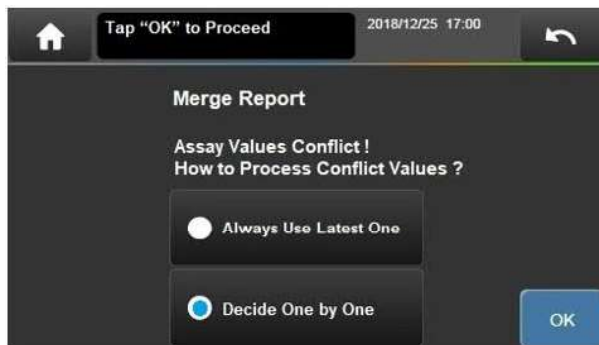 Tap “OK” to Proceed
2018/12/25 17:00
Merge Report
Assay Values Conflict !
How to Process Conflict Values ?
Always Use Latest One
Decide One by One
OK